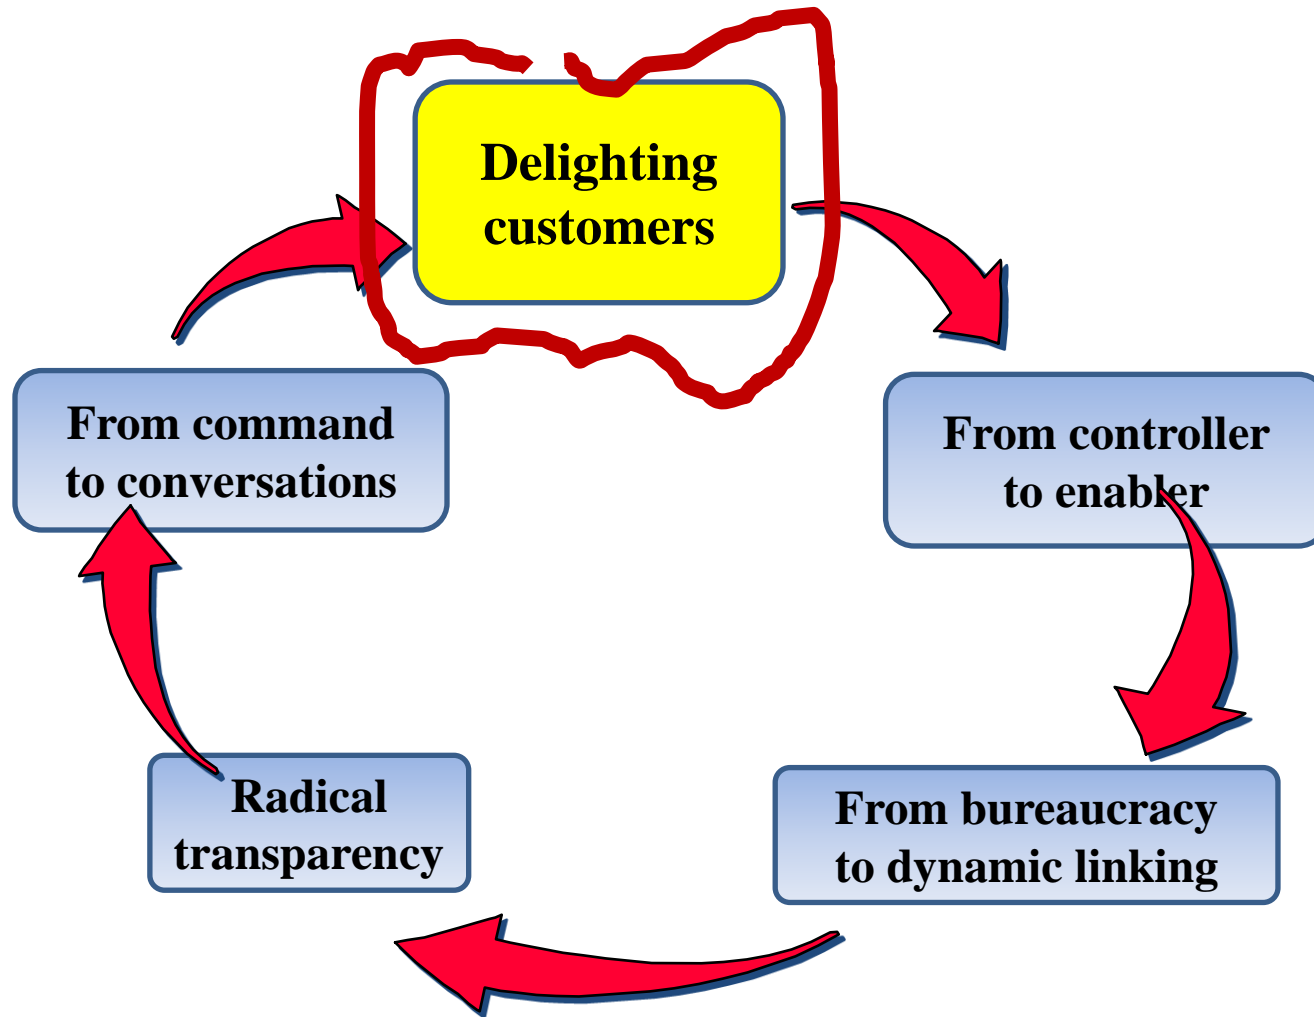 Delighting
customers
From command
to conversations
From controller
to enabler
Radical
transparency
From bureaucracy
to dynamic linking